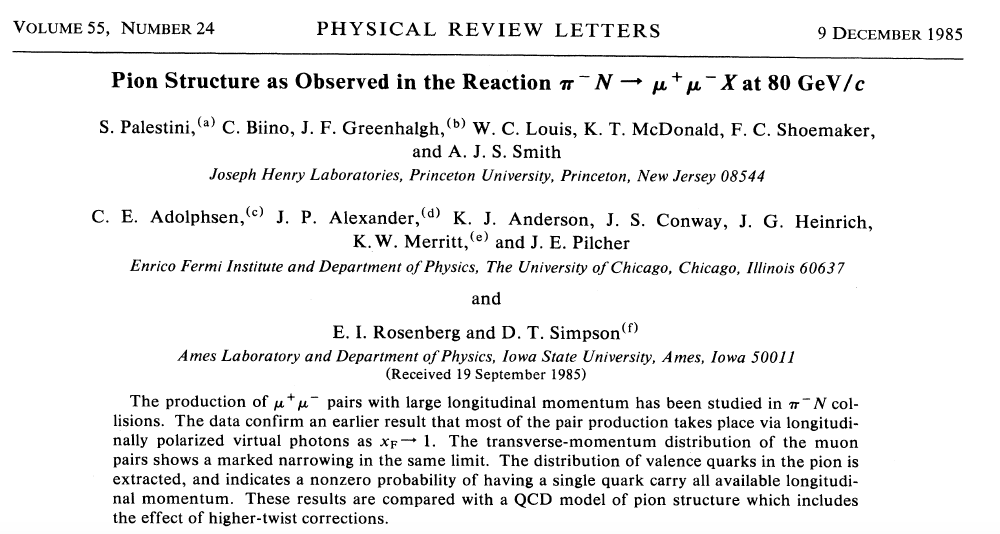 VOLUME 55, NUMBER 24 PHYSICAL REVIEW LETTERS 9 DECEMBER 1985
Pion Structure as Observed in the Reaction π⁻N → μ⁺μ⁻X at 80 GeV/c
S. Palestini,(a) C. Biino, J. F. Greenhalgh,(b) W. C. Louis, K. T. McDonald, F. C. Shoemaker,
and A. J. S. Smith
Joseph Henry Laboratories, Princeton University, Princeton, New Jersey 08544
C. E. Adolphsen,(c) J. P. Alexander,(d) K. J. Anderson, J. S. Conway, J. G. Heinrich,
K. W. Merritt,(e) and J. E. Pilcher
Enrico Fermi Institute and Department of Physics, The University of Chicago, Chicago, Illinois 60637
and
E. I. Rosenberg and D. T. Simpson(f)
Ames Laboratory and Department of Physics, Iowa State University, Ames, Iowa 50011
(Received 19 September 1985)
The production of μ⁺μ⁻ pairs with large longitudinal momentum has been studied in π⁻N col-
lisions. The data confirm an earlier result that most of the pair production takes place via longitudi-
nally polarized virtual photons as xF → 1. The transverse-momentum distribution of the muon
pairs shows a marked narrowing in the same limit. The distribution of valence quarks in the pion is
extracted, and indicates a nonzero probability of having a single quark carry all available longitudi-
nal momentum. These results are compared with a QCD model of pion structure which includes
the effect of higher-twist corrections.